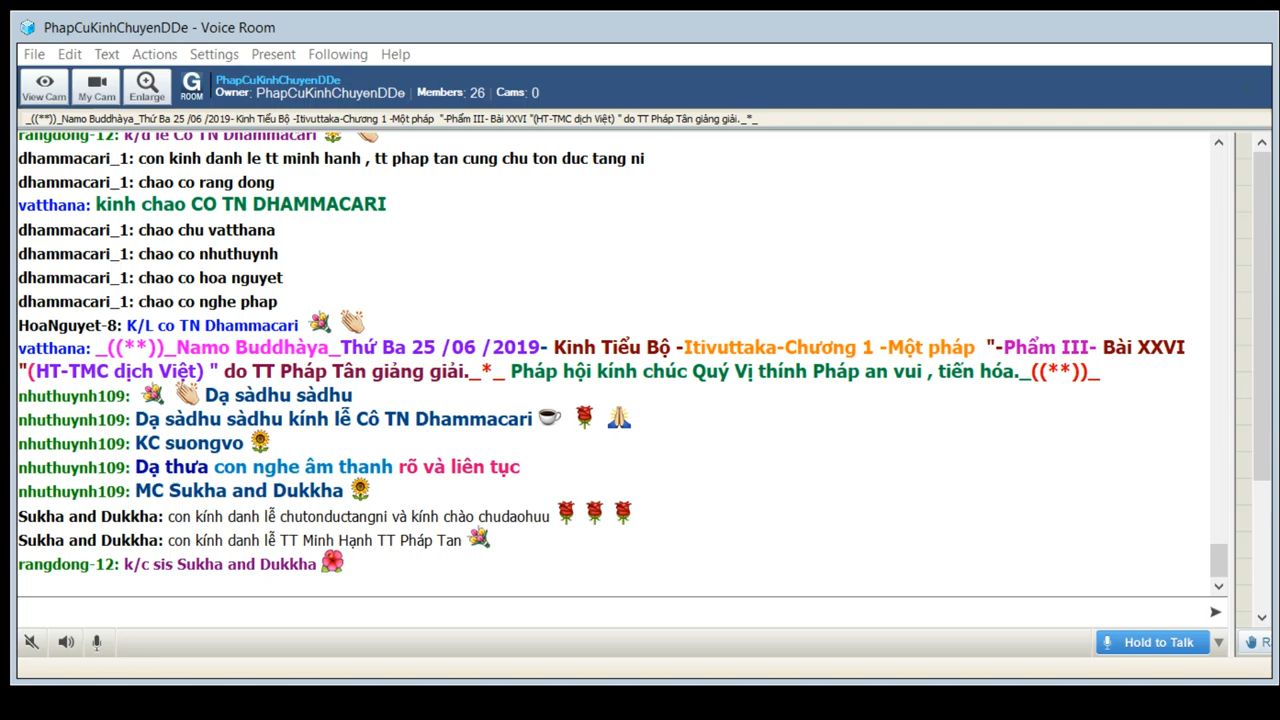 PhapCuKinhChuyenDDe - Voice Room
File Edit Text Actions Settings Present Following Help
View Cam My Cam Enlarge G ROOM PhapCuKinhChuyenDDe
Owner: PhapCuKinhChuyenDDe Members: 26 Cams: 0
_((**))_Namo Buddhàya_Thứ Ba 25 /06 /2019- Kinh Tiểu Bộ -Itivuttaka-Chương 1 -Một pháp "-Phẩm III- Bài XXVI "(HT-TMC dịch Việt) " do TT Pháp Tân giảng giải._*_
rangdong-12: k/d lể Cô TN Dhammacari
dhammacari_1: con kinh danh le tt minh hanh , tt phap tan cung chu ton duc tang ni
dhammacari_1: chao co rang dong
vatthana: kinh chao CO TN DHAMMACARI
dhammacari_1: chao chu vatthana
dhammacari_1: chao co nhuthuynh
dhammacari_1: chao co hoa nguyet
dhammacari_1: chao co nghe phap
HoaNguyet-8: K/L co TN Dhammacari
vatthana: _((**))_Namo Buddhàya_Thứ Ba 25 /06 /2019- Kinh Tiểu Bộ -Itivuttaka-Chương 1 -Một pháp "-Phẩm III- Bài XXVI
"(HT-TMC dịch Việt) " do TT Pháp Tân giảng giải._*_ Pháp hội kính chúc Quý Vị thính Pháp an vui , tiến hóa._((**))_
nhuthuynh109: Dạ sàdhu sàdhu
nhuthuynh109: Dạ sàdhu sàdhu kính lễ Cô TN Dhammacari
nhuthuynh109: KC suongvo
nhuthuynh109: Dạ thưa con nghe âm thanh rõ và liên tục
nhuthuynh109: MC Sukha and Dukkha
Sukha and Dukkha: con kính danh lễ chutonductangni và kính chào chudaohuu
Sukha and Dukkha: con kính danh lễ TT Minh Hạnh TT Pháp Tan
rangdong-12: k/c sis Sukha and Dukkha
Hold to Talk